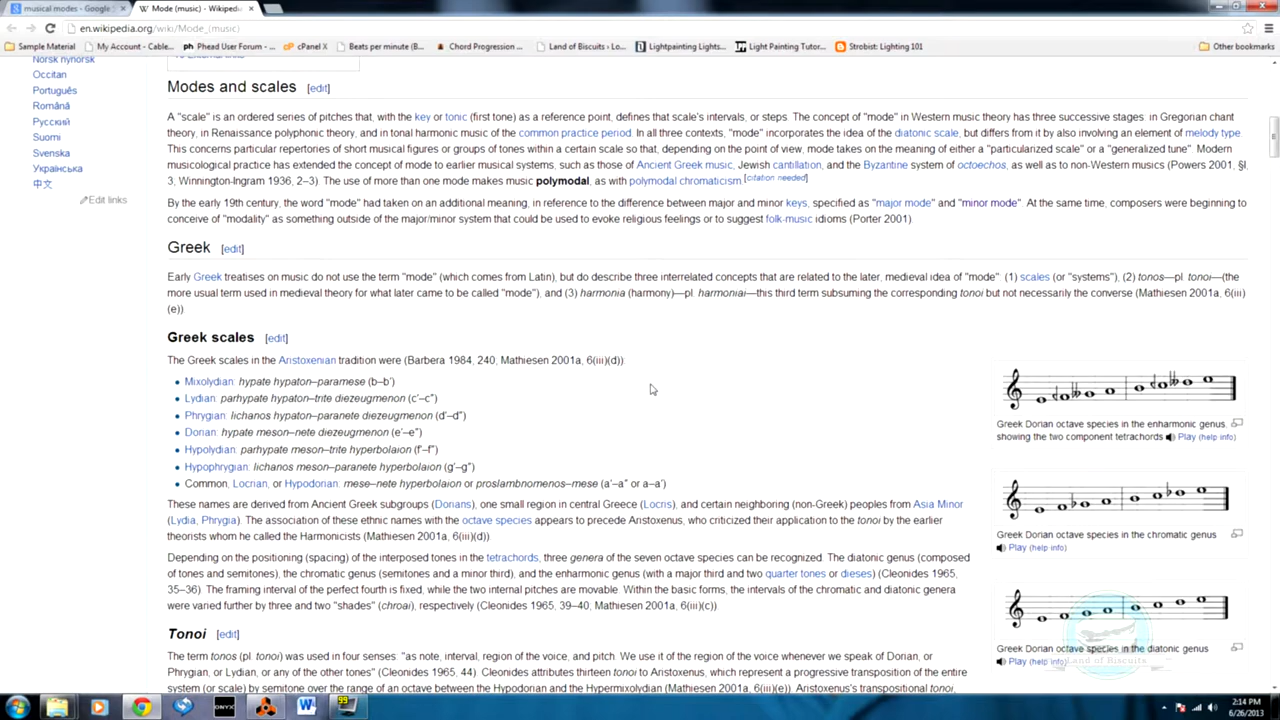 musical modes - Google S
Mode (music) - Wikipedia
en.wikipedia.org/wiki/Mode_(music)
Sample Material
My Account - Cable...
Phead User Forum - ...
cPanel X
Beats per minute (B...
Chord Progression ...
Land of Biscuits › Lo...
Lightpainting Lights...
Light Painting Tutor...
Strobist: Lighting 101
Other bookmarks
Norsk nynorsk
Occitan
Português
Română
Русский
Suomi
Svenska
Українська
中文
Edit links
Modes and scales [edit]
A "scale" is an ordered series of pitches that, with the key or tonic (first tone) as a reference point, defines that scale's intervals, or steps. The concept of "mode" in Western music theory has three successive stages: in Gregorian chant
theory, in Renaissance polyphonic theory, and in tonal harmonic music of the common practice period. In all three contexts, "mode" incorporates the idea of the diatonic scale, but differs from it by also involving an element of melody type.
This concerns particular repertories of short musical figures or groups of tones within a certain scale so that, depending on the point of view, mode takes on the meaning of either a "particularized scale" or a "generalized tune". Modern
musicological practice has extended the concept of mode to earlier musical systems, such as those of Ancient Greek music, Jewish cantillation, and the Byzantine system of octoechos, as well as to non-Western musics (Powers 2001, §I,
3, Winnington-Ingram 1936, 2–3). The use of more than one mode makes music polymodal, as with polymodal chromaticism.[citation needed]
By the early 19th century, the word "mode" had taken on an additional meaning, in reference to the difference between major and minor keys, specified as "major mode" and "minor mode". At the same time, composers were beginning to
conceive of "modality" as something outside of the major/minor system that could be used to evoke religious feelings or to suggest folk-music idioms (Porter 2001).
Greek [edit]
Early Greek treatises on music do not use the term "mode" (which comes from Latin), but do describe three interrelated concepts that are related to the later, medieval idea of "mode": (1) scales (or "systems"), (2) tonos—pl. tonoi—(the
more usual term used in medieval theory for what later came to be called "mode"), and (3) harmonia (harmony)—pl. harmoniai—this third term subsuming the corresponding tonoi but not necessarily the converse (Mathiesen 2001a, 6(iii)
(e)).
Greek scales [edit]
The Greek scales in the Aristoxenian tradition were (Barbera 1984, 240, Mathiesen 2001a, 6(iii)(d)):
• Mixolydian: hypate hypaton–paramese (b–b′)
• Lydian: parhypate hypaton–trite diezeugmenon (c′–c″)
• Phrygian: lichanos hypaton–paranete diezeugmenon (d′–d″)
• Dorian: hypate meson–nete diezeugmenon (e′–e″)
• Hypolydian: parhypate meson–trite hyperbolaion (f′–f″)
• Hypophrygian: lichanos meson–paranete hyperbolaion (g′–g″)
• Common, Locrian, or Hypodorian: mese–nete hyperbolaion or proslambnomenos–mese (a′–a″ or a–a′)
These names are derived from Ancient Greek subgroups (Dorians), one small region in central Greece (Locris), and certain neighboring (non-Greek) peoples from Asia Minor
(Lydia, Phrygia). The association of these ethnic names with the octave species appears to precede Aristoxenus, who criticized their application to the tonoi by the earlier
theorists whom he called the Harmonicists (Mathiesen 2001a, 6(iii)(d)).
Depending on the positioning (spacing) of the interposed tones in the tetrachords, three genera of the seven octave species can be recognized. The diatonic genus (composed
of tones and semitones), the chromatic genus (semitones and a minor third), and the enharmonic genus (with a major third and two quarter tones or dieses) (Cleonides 1965,
35–36). The framing interval of the perfect fourth is fixed, while the two internal pitches are movable. Within the basic forms, the intervals of the chromatic and diatonic genera
were varied further by three and two "shades" (chroai), respectively (Cleonides 1965, 39–40, Mathiesen 2001a, 6(iii)(c)).
Tonoi [edit]
The term tonos (pl. tonoi) was used in four senses: "as note, interval, region of the voice, and pitch. We use it of the region of the voice whenever we speak of Dorian, or
Phrygian, or Lydian, or any of the other tones" (Cleonides 1965, 44). Cleonides attributes thirteen tonoi to Aristoxenus, which represent a progressive transposition of the entire
system (or scale) by semitone over the range of an octave between the Hypodorian and the Hypermixolydian (Mathiesen 2001a, 6(iii)(e)). Aristoxenus's transpositional tonoi,
Greek Dorian octave species in the enharmonic genus,
showing the two component tetrachords Play (help·info)
Greek Dorian octave species in the chromatic genus
Play (help·info)
Greek Dorian octave species in the diatonic genus
Play (help·info)
Land of Biscuits
ONYX
99
2:14 PM
6/26/2013